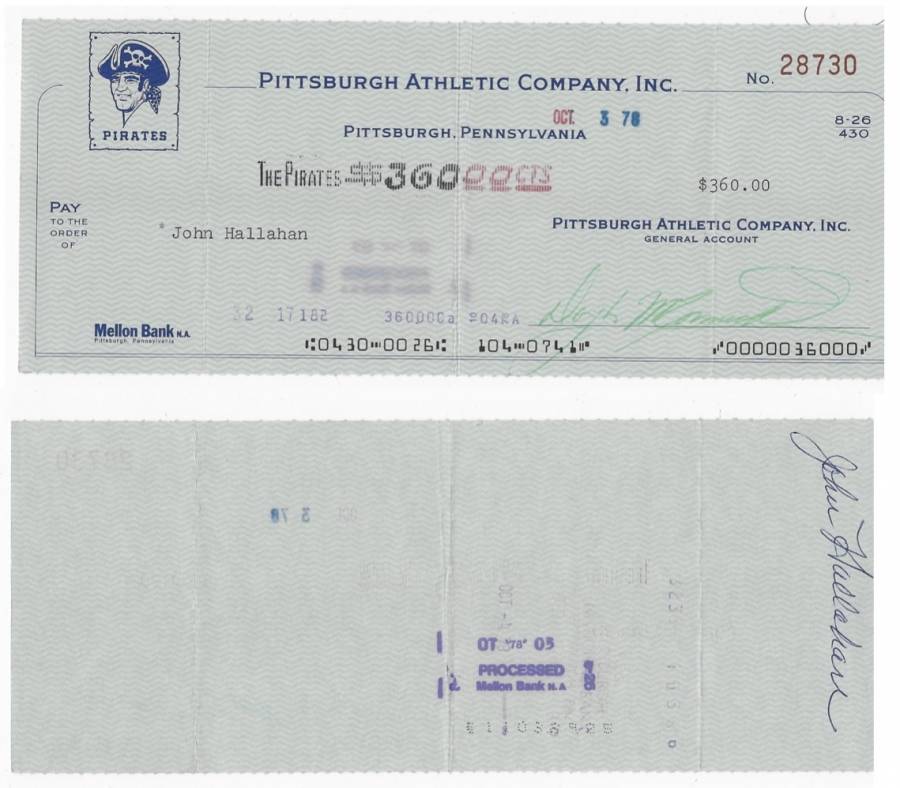 PITTSBURGH ATHLETIC COMPANY, INC.
No. 28730
PIRATES
PITTSBURGH, PENNSYLVANIA
OCT. 3 78
8-26
430
THE PIRATES $$360 00 CTS
$360.00
PAY
TO THE
ORDER
OF
* John Hallahan
PITTSBURGH ATHLETIC COMPANY, INC.
GENERAL ACCOUNT
32 17182
Mellon Bank N.A.
Pittsburgh, Pennsylvania
⑆0430⑉0026⑆ 104⑉0741⑈ ⑈0000036000⑈
John Hallahan
OT '78' 05
PROCESSED
Mellon Bank N.A